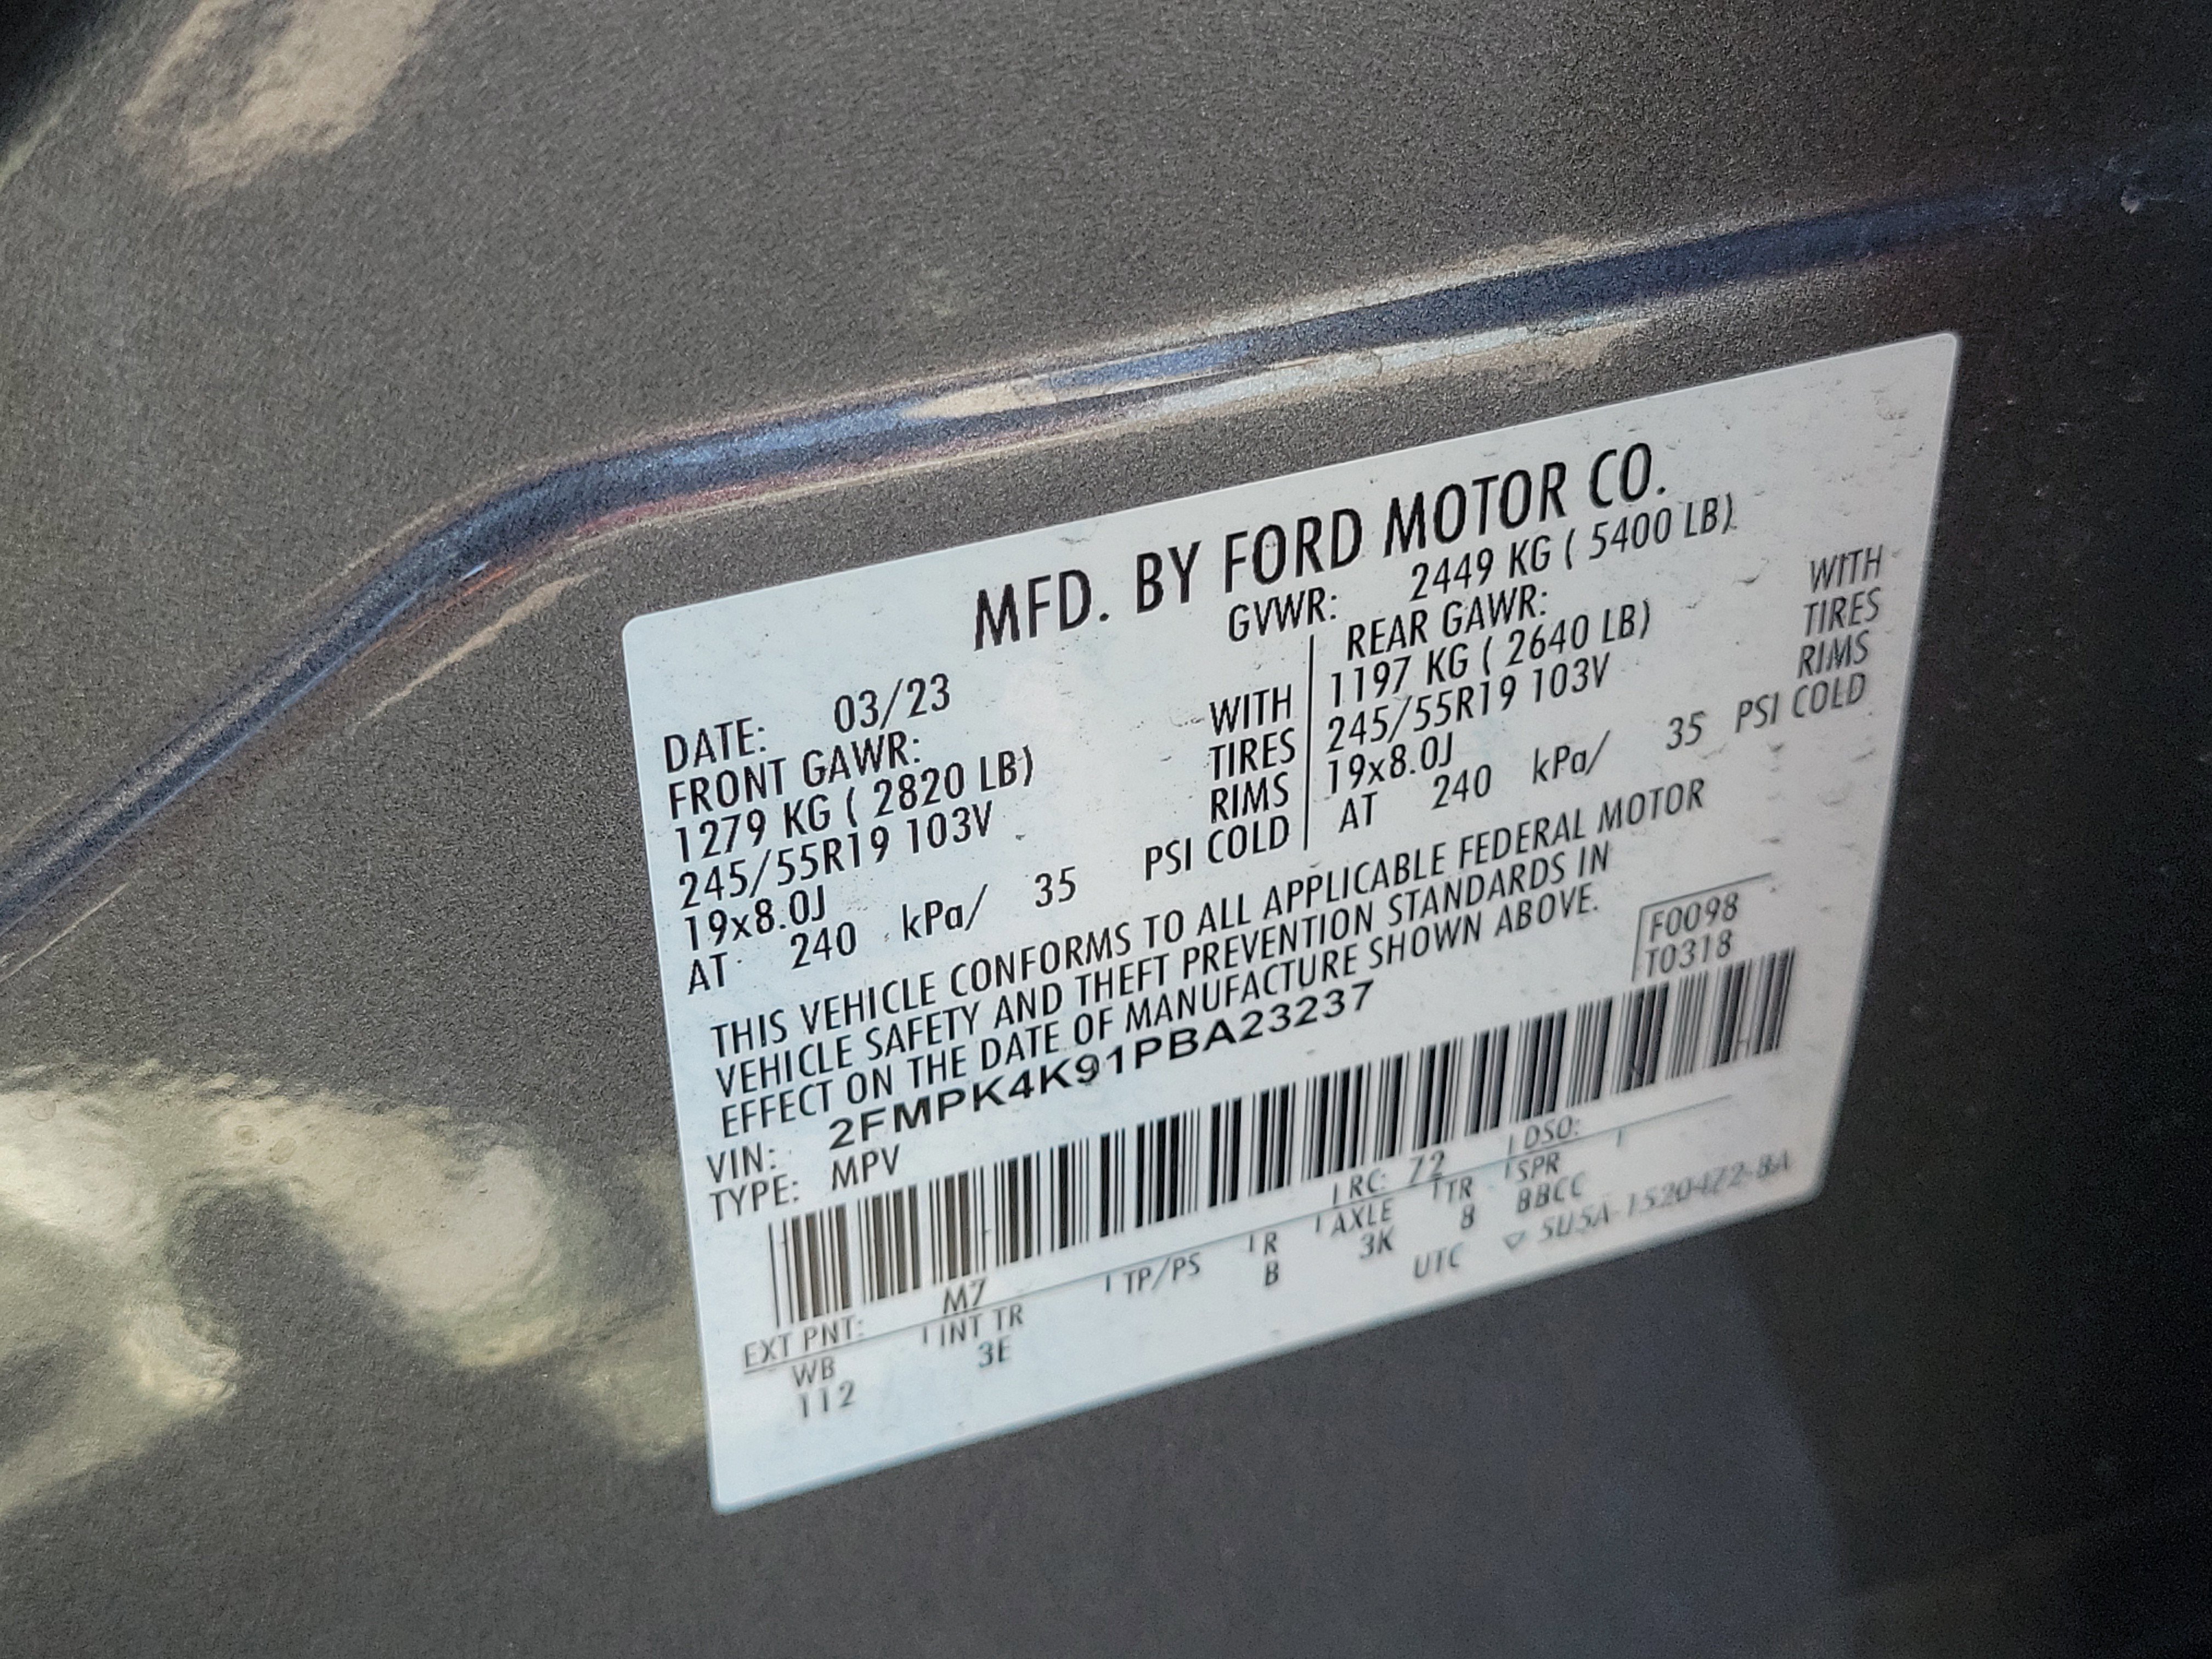 MFD. BY FORD MOTOR CO.
DATE: 03/23 GVWR: 2449 KG ( 5400 LB)
FRONT GAWR: REAR GAWR:
1279 KG ( 2820 LB) WITH 1197 KG ( 2640 LB) WITH
245/55R19 103V TIRES 245/55R19 103V TIRES
19x8.0J RIMS 19x8.0J RIMS
AT 240 kPa/ 35 PSI COLD AT 240 kPa/ 35 PSI COLD
THIS VEHICLE CONFORMS TO ALL APPLICABLE FEDERAL MOTOR
VEHICLE SAFETY AND THEFT PREVENTION STANDARDS IN
EFFECT ON THE DATE OF MANUFACTURE SHOWN ABOVE.
VIN: 2FMPK4K91PBA23237 F0098
TYPE: MPV T0318
EXT PNT: M7 RC: 72 DSO:
WB INT TR TP/PS R AXLE TR SPR
112 3E B 3K 8 BBCC
UTC 5U5A-1520472-BA